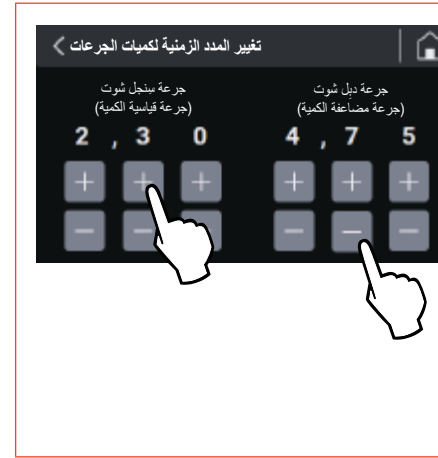 تغيير المدد الزمنية لكميات الجرعات
جرعة دبل شوت
(جرعة مضاعفة الكمية)
4 , 7 5
+ + +
− − −
جرعة سنجل شوت
(جرعة قياسية الكمية)
2 , 3 0
+ + +
− −